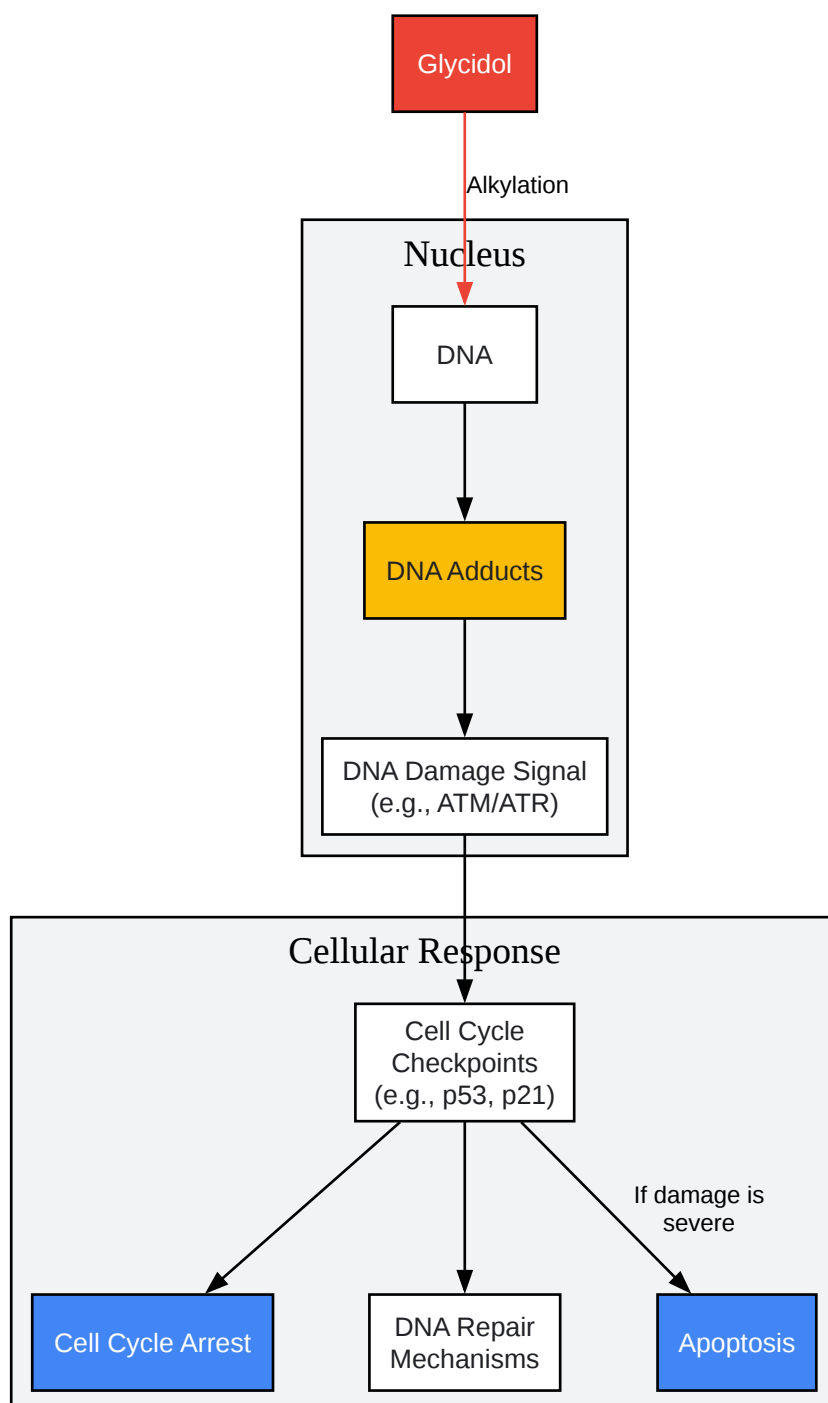 Glycidol
Alkylation
Nucleus
DNA
DNA Adducts
DNA Damage Signal
(e.g., ATM/ATR)
Cellular Response
Cell Cycle
Checkpoints
(e.g., p53, p21)
If damage is
severe
Cell Cycle Arrest
DNA Repair
Mechanisms
Apoptosis